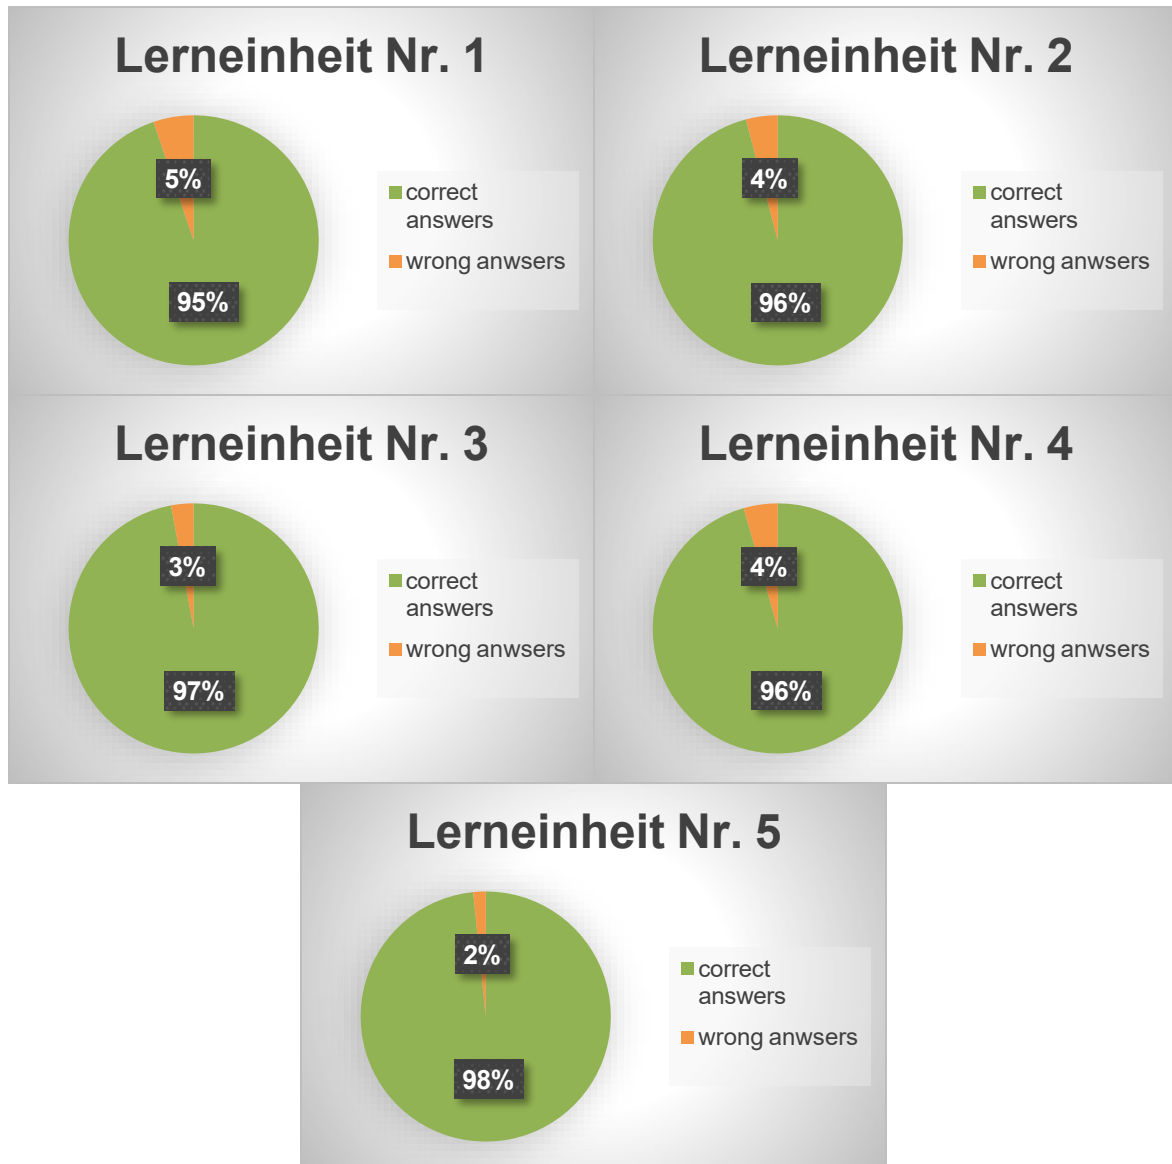 Lerneinheit Nr. 1
5%
95%
correct
answers
wrong anwsers
Lerneinheit Nr. 2
4%
96%
correct
answers
wrong anwsers
Lerneinheit Nr. 3
3%
97%
correct
answers
wrong anwsers
Lerneinheit Nr. 4
4%
96%
correct
answers
wrong anwsers
Lerneinheit Nr. 5
2%
98%
correct
answers
wrong anwsers